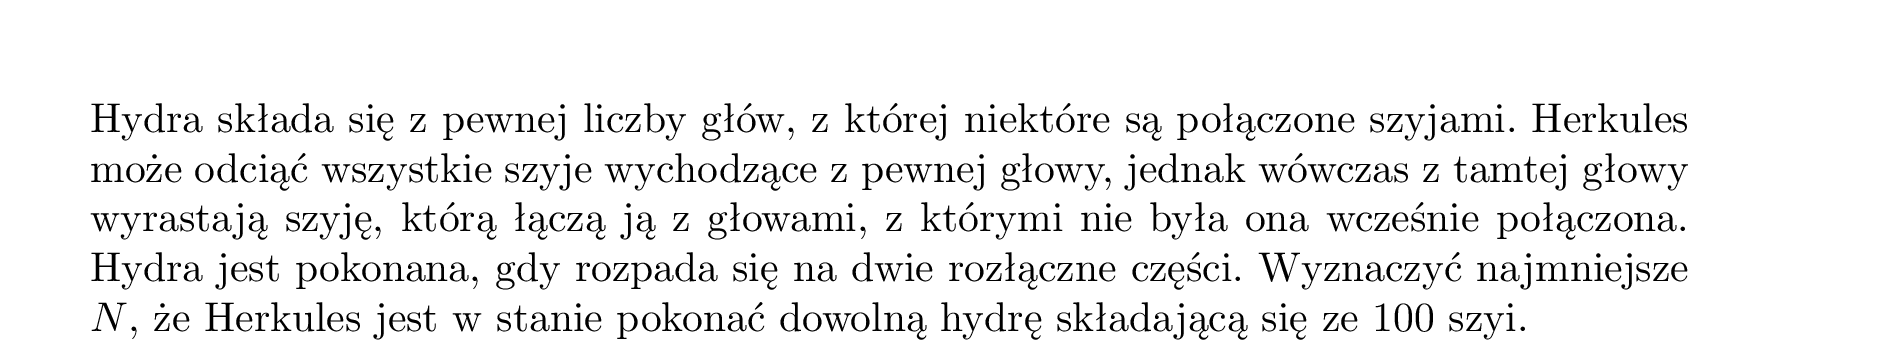 Hydra składa się z pewnej liczby głów, z której niektóre są połączone szyjami. Herkules
może odciąć wszystkie szyje wychodzące z pewnej głowy, jednak wówczas z tamtej głowy
wyrastają szyję, którą łączą ją z głowami, z którymi nie była ona wcześnie połączona.
Hydra jest pokonana, gdy rozpada się na dwie rozłączne części. Wyznaczyć najmniejsze
N, że Herkules jest w stanie pokonać dowolną hydrę składającą się ze 100 szyi.